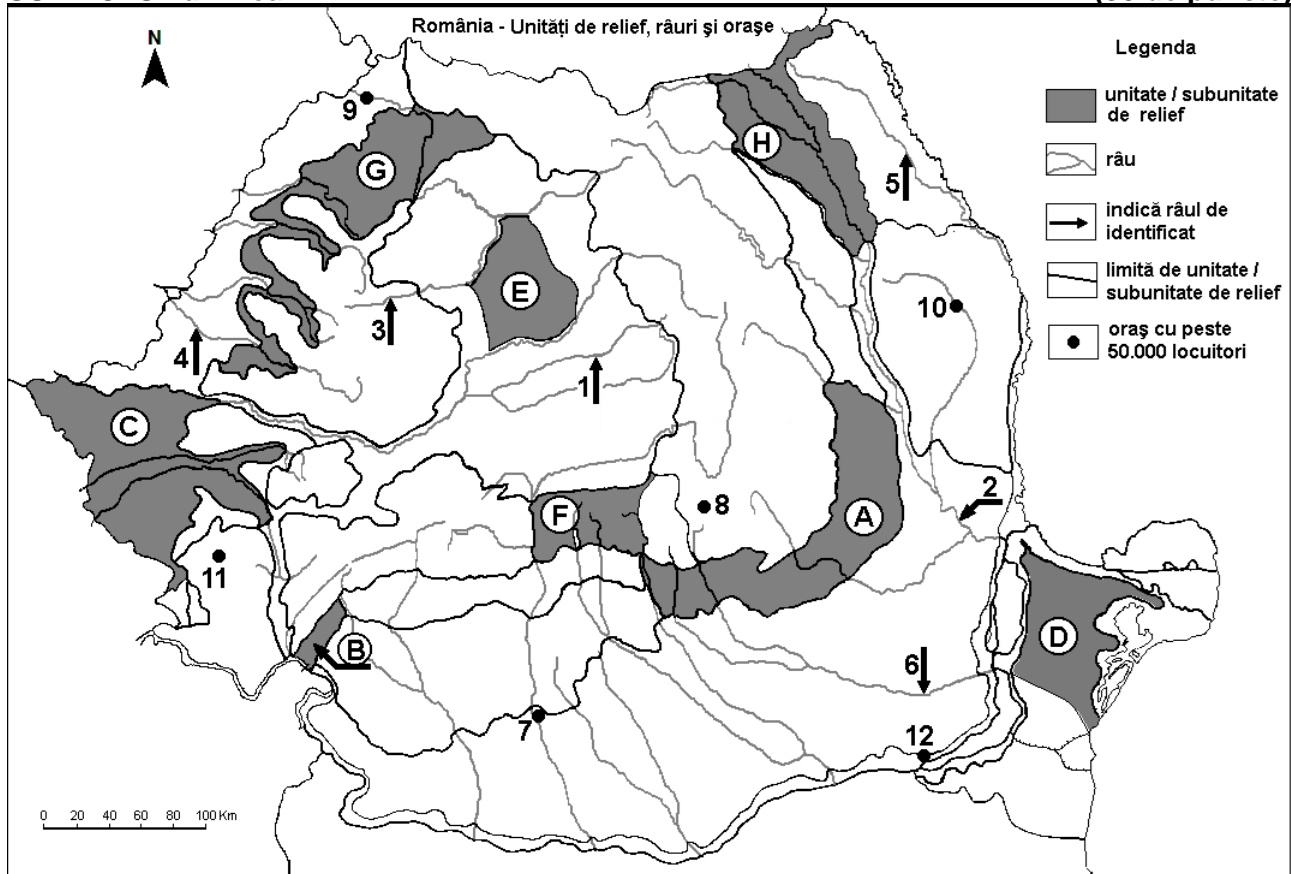 România - Unităţi de relief, râuri şi oraşe
N
Legenda
unitate / subunitate
de relief
râu
indică râul de
identificat
limită de unitate /
subunitate de relief
oraş cu peste
50.000 locuitori
9
G
H
5
E
10
3
4
1
C
2
F
8
A
11
B
D
6
7
12
0 20 40 60 80 100 Km